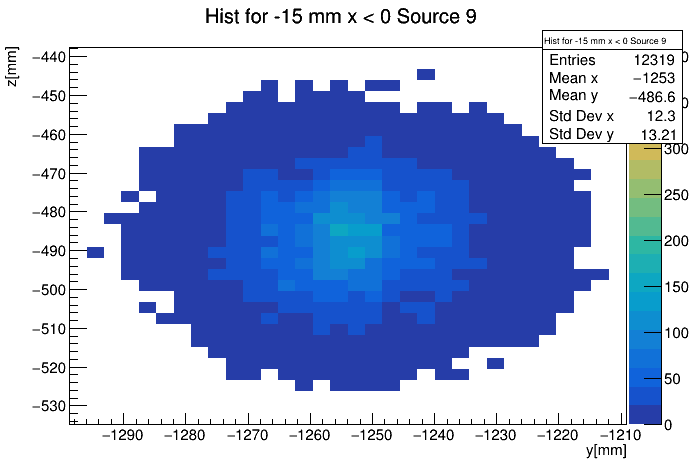 Hist for -15 mm x < 0 Source 9
Hist for -15 mm x < 0 Source 9
Entries 12319
Mean x −1253
Mean y −486.6
Std Dev x 12.3
Std Dev y 13.21
z[mm]
−440
−450
−460
−470
−480
−490
−500
−510
−520
−530
300
250
200
150
100
50
0
−1290 −1280 −1270 −1260 −1250 −1240 −1230 −1220 −1210
y[mm]